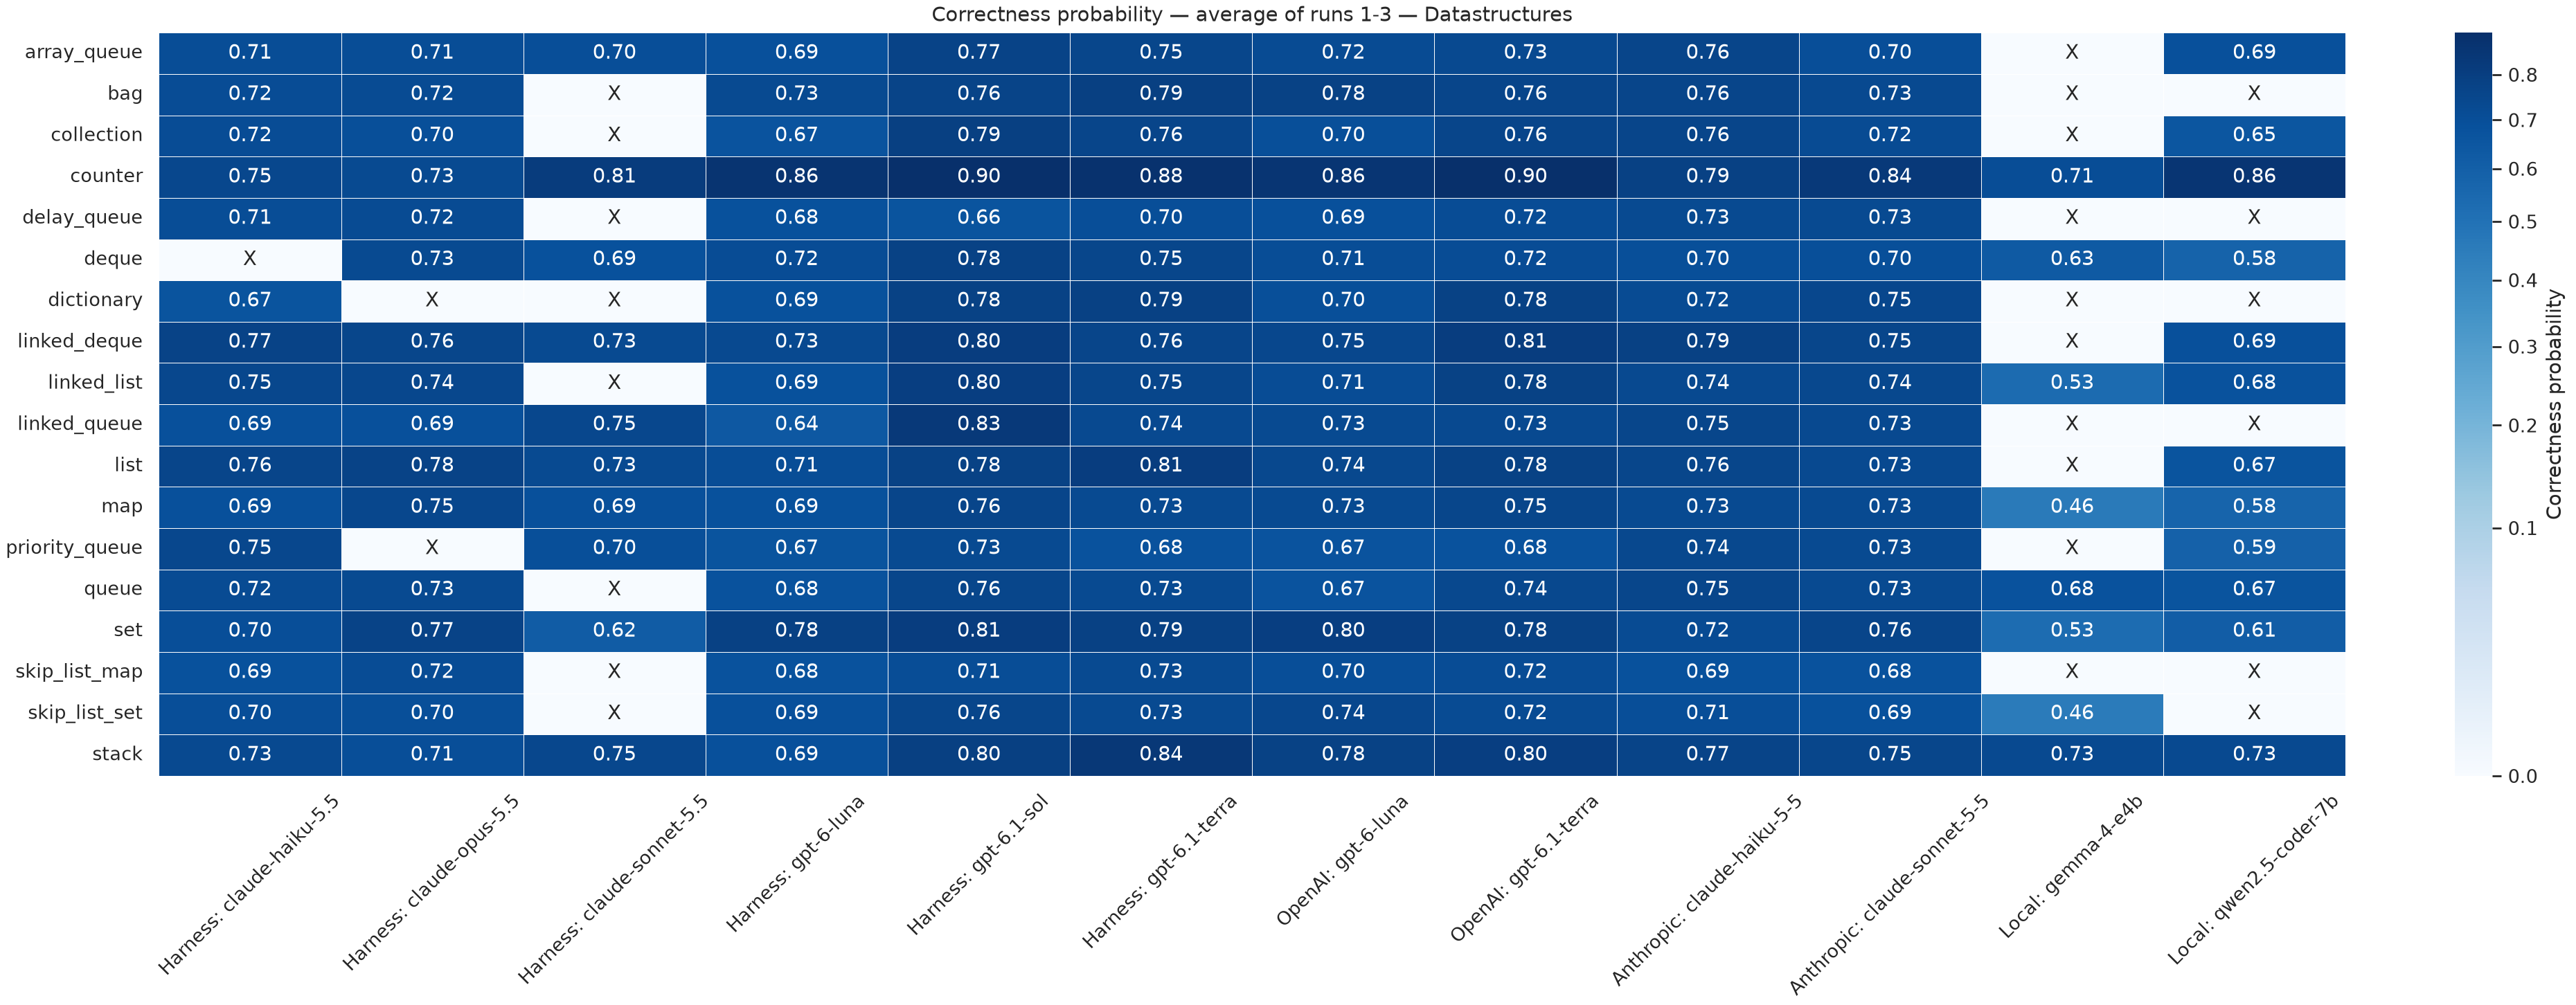 Correctness probability — average of runs 1-3 — Datastructures
array_queue 0.71 0.71 0.70 0.69 0.77 0.75 0.72 0.73 0.76 0.70 X 0.69
bag 0.72 0.72 X 0.73 0.76 0.79 0.78 0.76 0.76 0.73 X X
collection 0.72 0.70 X 0.67 0.79 0.76 0.70 0.76 0.76 0.72 X 0.65
counter 0.75 0.73 0.81 0.86 0.90 0.88 0.86 0.90 0.79 0.84 0.71 0.86
delay_queue 0.71 0.72 X 0.68 0.66 0.70 0.69 0.72 0.73 0.73 X X
deque X 0.73 0.69 0.72 0.78 0.75 0.71 0.72 0.70 0.70 0.63 0.58
dictionary 0.67 X X 0.69 0.78 0.79 0.70 0.78 0.72 0.75 X X
linked_deque 0.77 0.76 0.73 0.73 0.80 0.76 0.75 0.81 0.79 0.75 X 0.69
linked_list 0.75 0.74 X 0.69 0.80 0.75 0.71 0.78 0.74 0.74 0.53 0.68
linked_queue 0.69 0.69 0.75 0.64 0.83 0.74 0.73 0.73 0.75 0.73 X X
list 0.76 0.78 0.73 0.71 0.78 0.81 0.74 0.78 0.76 0.73 X 0.67
map 0.69 0.75 0.69 0.69 0.76 0.73 0.73 0.75 0.73 0.73 0.46 0.58
priority_queue 0.75 X 0.70 0.67 0.73 0.68 0.67 0.68 0.74 0.73 X 0.59
queue 0.72 0.73 X 0.68 0.76 0.73 0.67 0.74 0.75 0.73 0.68 0.67
set 0.70 0.77 0.62 0.78 0.81 0.79 0.80 0.78 0.72 0.76 0.53 0.61
skip_list_map 0.69 0.72 X 0.68 0.71 0.73 0.70 0.72 0.69 0.68 X X
skip_list_set 0.70 0.70 X 0.69 0.76 0.73 0.74 0.72 0.71 0.69 0.46 X
stack 0.73 0.71 0.75 0.69 0.80 0.84 0.78 0.80 0.77 0.75 0.73 0.73
Harness: claude-haiku-5.5
Harness: claude-opus-5.5
Harness: claude-sonnet-5.5
Harness: gpt-6-luna
Harness: gpt-6.1-sol
Harness: gpt-6.1-terra
OpenAI: gpt-6-luna
OpenAI: gpt-6.1-terra
Anthropic: claude-haiku-5-5
Anthropic: claude-sonnet-5-5
Local: gemma-4-e4b
Local: qwen2.5-coder-7b
0.8
0.7
0.6
0.5
0.4
0.3
0.2
0.1
0.0
Correctness probability